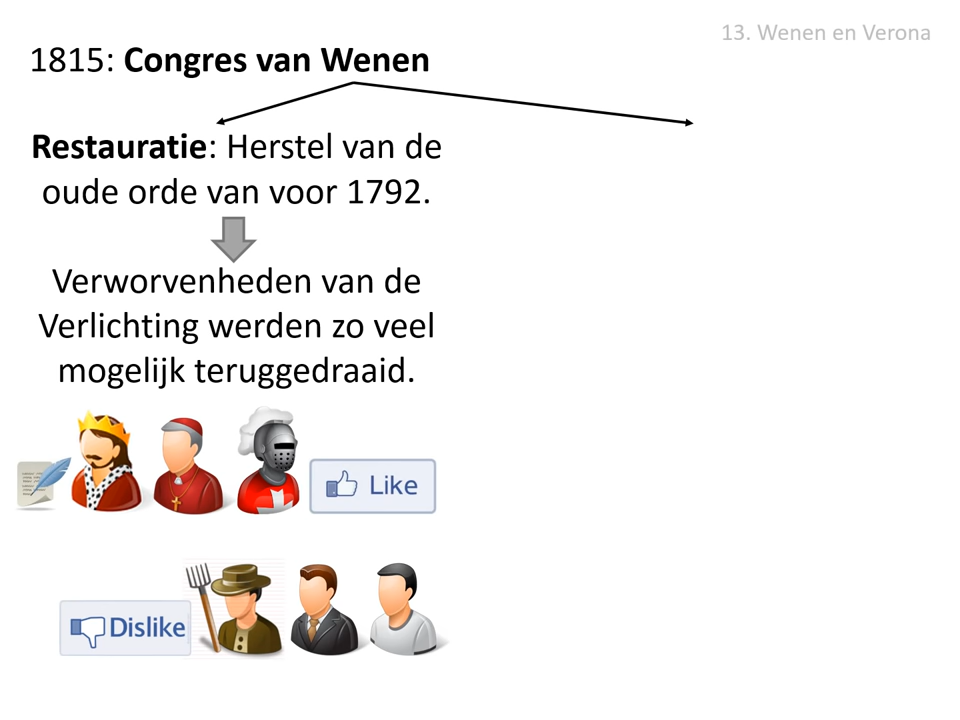 13. Wenen en Verona
1815: Congres van Wenen
Restauratie: Herstel van de
oude orde van voor 1792.
Verworvenheden van de
Verlichting werden zo veel
mogelijk teruggedraaid.
Like
Dislike